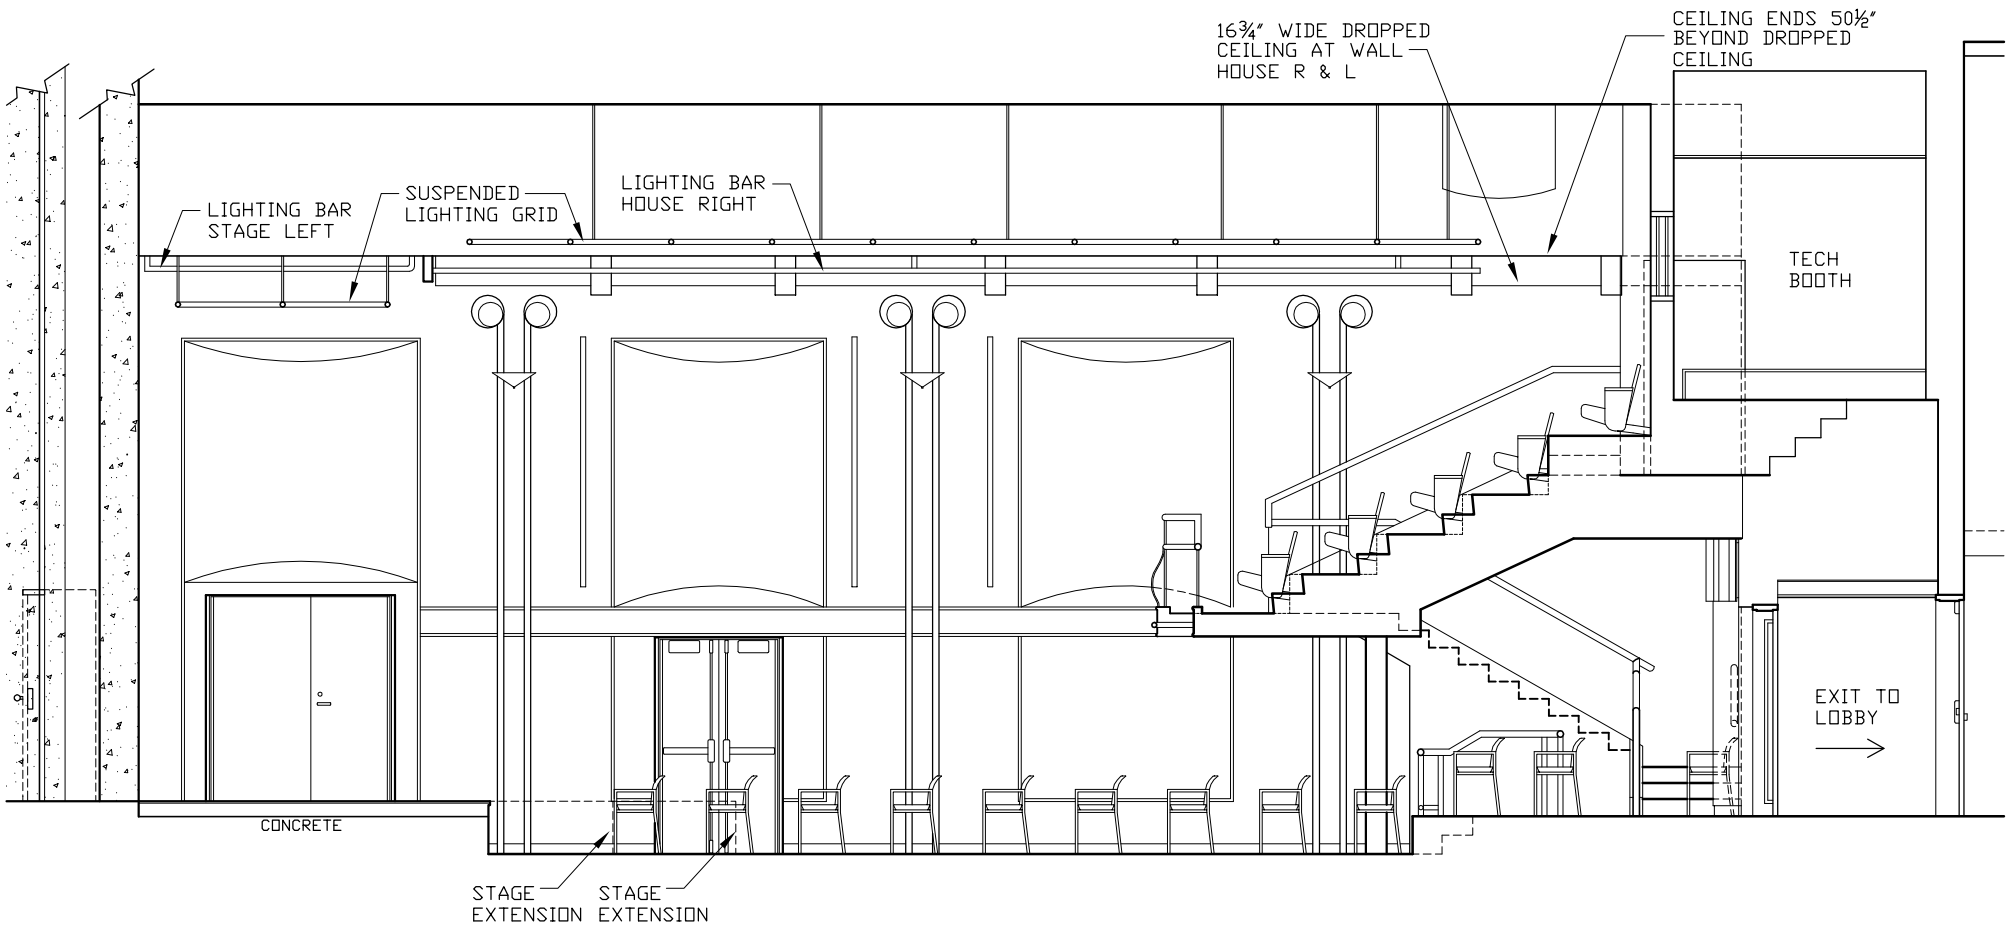 CEILING ENDS 50½"
BEYOND DROPPED
CEILING
16¾" WIDE DROPPED
CEILING AT WALL
HOUSE R & L
LIGHTING BAR
HOUSE RIGHT
SUSPENDED
LIGHTING GRID
LIGHTING BAR
STAGE LEFT
TECH
BOOTH
EXIT TO
LOBBY
CONCRETE
STAGE
EXTENSION
STAGE
EXTENSION